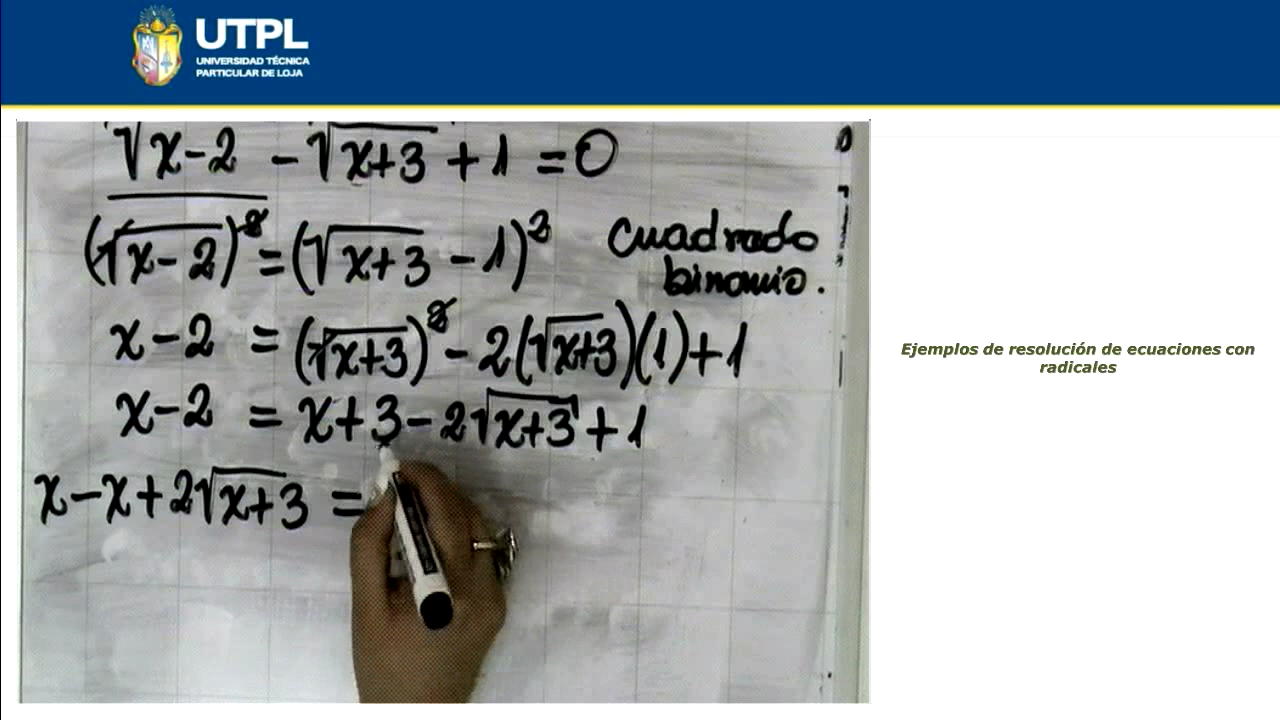 UTPL
UNIVERSIDAD TÉCNICA
PARTICULAR DE LOJA
√x-2 - √x+3 + 1 = 0
(√x-2)² = (√x+3 - 1)²
cuadrado
binomio.
x-2 = (√x+3)² - 2(√x+3)(1)+1
x-2 = x+3-2√x+3 + 1
x-x+2√x+3 =
Ejemplos de resolución de ecuaciones con
radicales